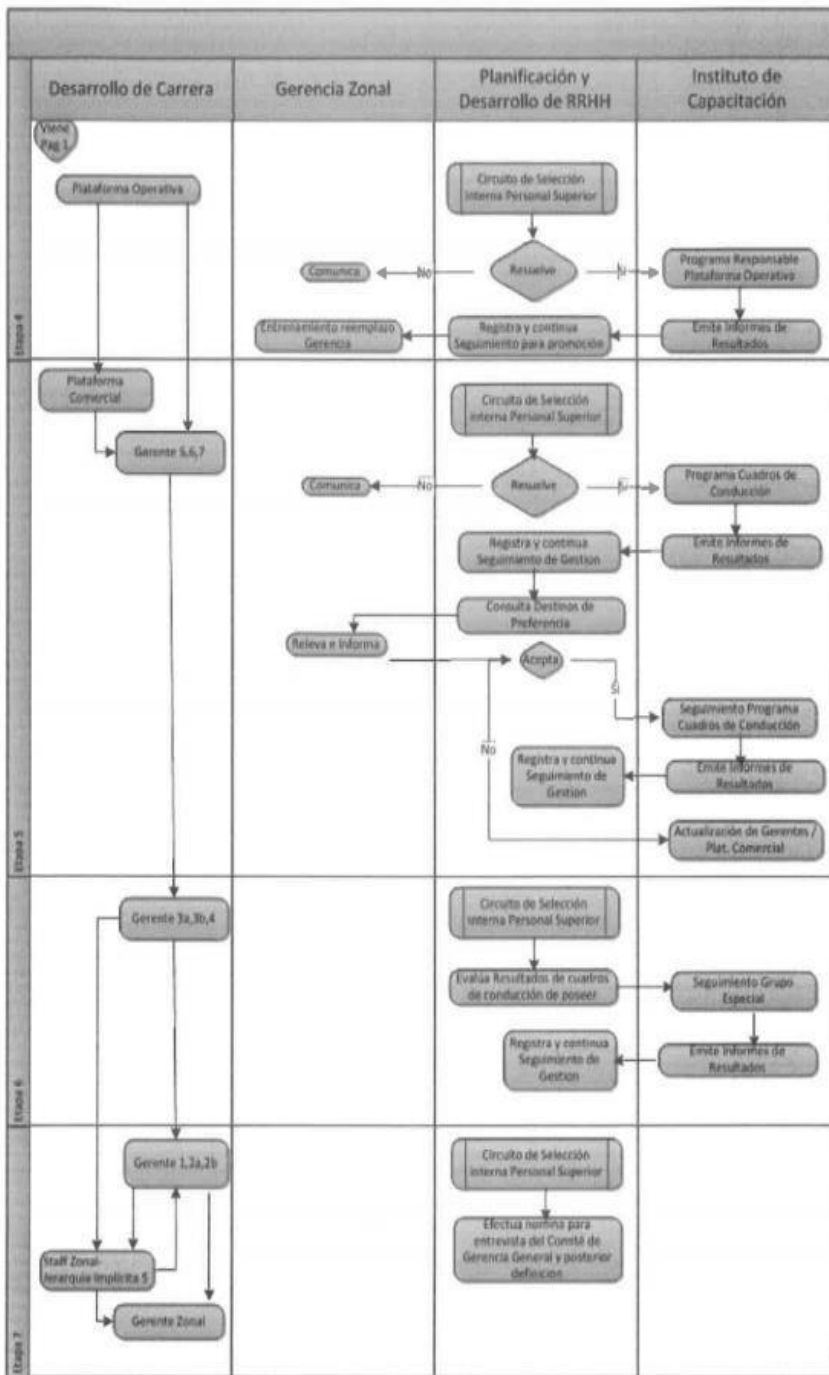 Desarrollo de Carrera
Gerencia Zonal
Planificación y
Desarrollo de RRHH
Instituto de
Capacitación
Etapa 4
Viene
Pag 1
Plataforma Operativa
Circuito de Selección
interna Personal Superior
Resuelve
No
Comunica
Si
Programa Responsable
Plataforma Operativa
Emite Informes de
Resultados
Registra y continua
Seguimiento para promoción
Entrenamiento reemplazo
Gerencia
Etapa 5
Plataforma
Comercial
Gerente 5,6,7
Circuito de Selección
interna Personal Superior
Resuelve
No
Comunica
Si
Programa Cuadros de
Conducción
Emite Informes de
Resultados
Registra y continua
Seguimiento de Gestion
Consulta Destinos de
Preferencia
Releva e Informa
Acepta
Si
No
Seguimiento Programa
Cuadros de Conducción
Emite Informes de
Resultados
Registra y continua
Seguimiento de
Gestion
Actualización de Gerentes /
Plat. Comercial
Etapa 6
Gerente 3a,3b,4
Circuito de Selección
interna Personal Superior
Evalúa Resultados de cuadros
de conducción de poseer
Seguimiento Grupo
Especial
Emite Informes de
Resultados
Registra y continua
Seguimiento de
Gestion
Etapa 7
Gerente 1,2a,2b
Staff Zonal-
Jerarquia Implicita 5
Gerente Zonal
Circuito de Selección
interna Personal Superior
Efectua nomina para
entrevista del Comité de
Gerencia General y posterior
definicion